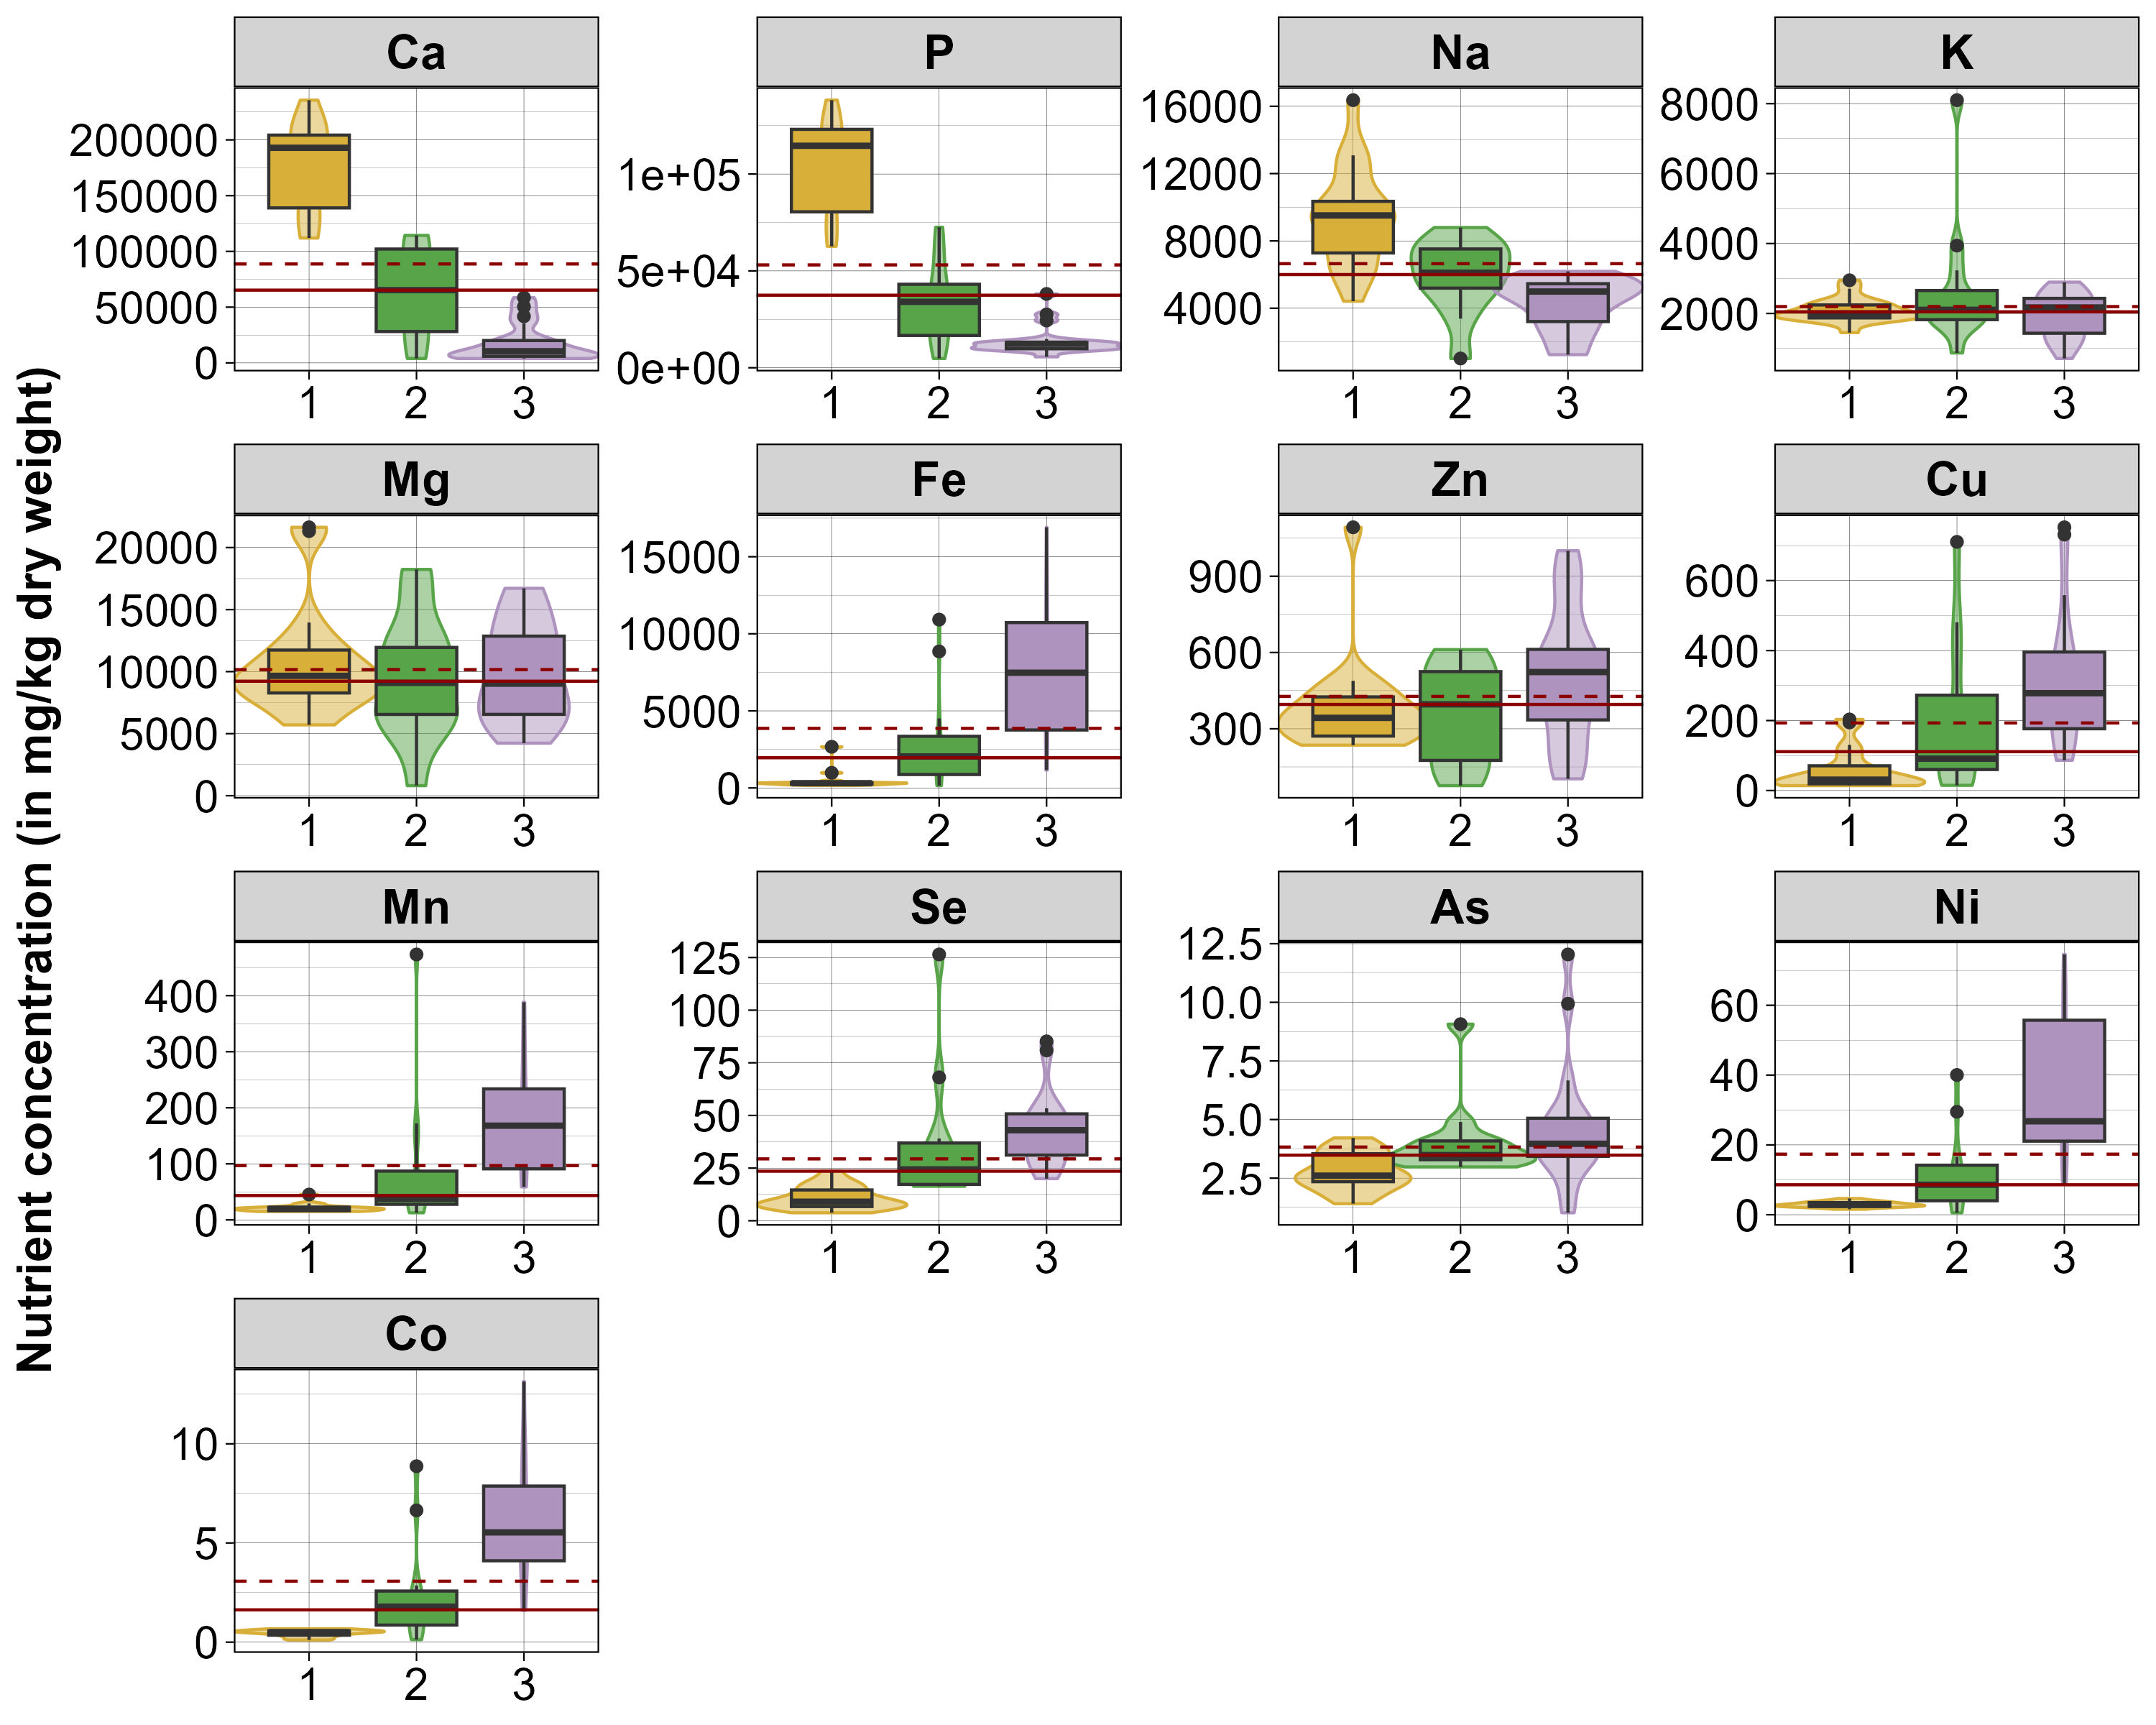 Nutrient concentration (in mg/kg dry weight)
Ca
200000
150000
100000
50000
0
1 2 3
P
1e+05
5e+04
0e+00
1 2 3
Na
16000
12000
8000
4000
1 2 3
K
8000
6000
4000
2000
1 2 3
Mg
20000
15000
10000
5000
0
1 2 3
Fe
15000
10000
5000
0
1 2 3
Zn
900
600
300
1 2 3
Cu
600
400
200
0
1 2 3
Mn
400
300
200
100
0
1 2 3
Se
125
100
75
50
25
0
1 2 3
As
12.5
10.0
7.5
5.0
2.5
1 2 3
Ni
60
40
20
0
1 2 3
Co
10
5
0
1 2 3